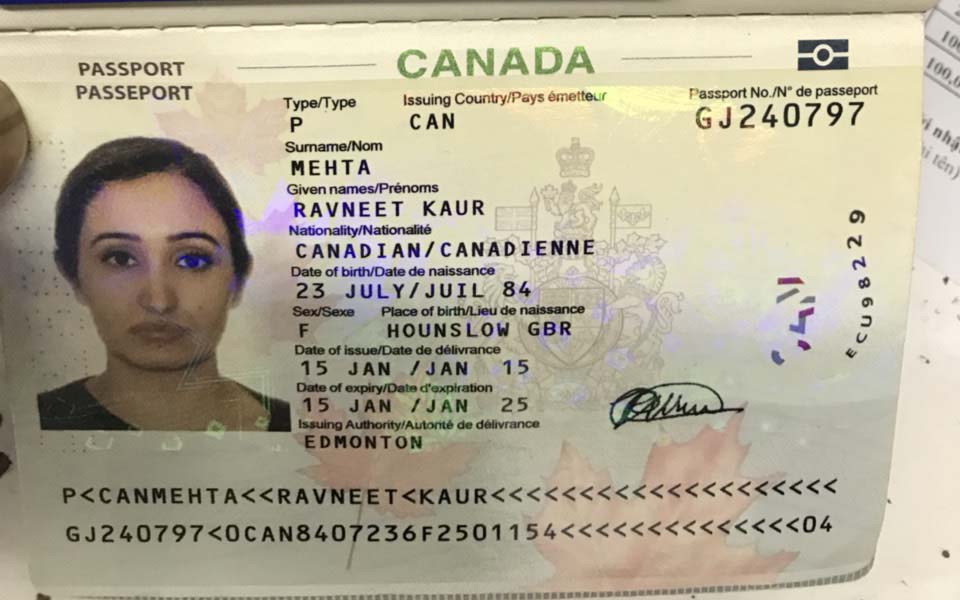 CANADA
PASSPORT
PASSEPORT
Type/Type Issuing Country/Pays émetteur Passport No./N° de passeport
P CAN GJ240797
Surname/Nom
MEHTA
Given names/Prénoms
RAVNEET KAUR
Nationality/Nationalité
CANADIAN/CANADIENNE
Date of birth/Date de naissance
23 JULY/JUIL 84
Sex/Sexe Place of birth/Lieu de naissance
F HOUNSLOW GBR
Date of issue/Date de délivrance
15 JAN /JAN 15
Date of expiry/Date d'expiration
15 JAN /JAN 25
Issuing Authority/Autorité de délivrance
EDMONTON
ECU98229
P<CANMEHTA<<RAVNEET<KAUR<<<<<<<<<<<<<<<<<<<<
GJ240797<0CAN8407236F2501154<<<<<<<<<<<<<<04